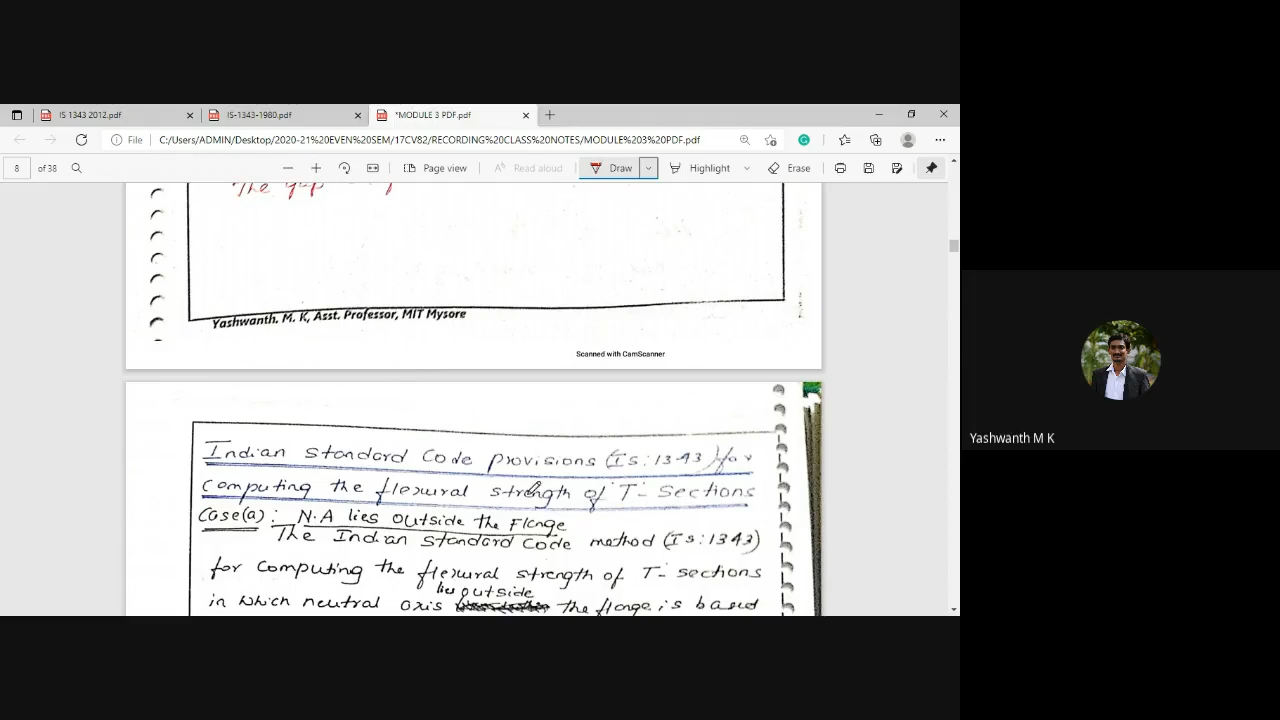 IS 1343 2012.pdf
IS-1343-1980.pdf
*MODULE 3 PDF.pdf
File
C:/Users/ADMIN/Desktop/2020-21%20EVEN%20SEM/17CV82/RECORDING%20CLASS%20NOTES/MODULE%203%20PDF.pdf
8 of 38
Page view
Read aloud
Draw
Highlight
Erase
The gap
Yashwanth. M. K, Asst. Professor, MIT Mysore
Scanned with CamScanner
Indian Standard Code provisions (IS:1343) for
computing the flexural strength of T- Sections
Case(a): N.A lies outside the Flange
The Indian Standard Code method (IS:1343)
for computing the flexural strength of T- sections
lies outside
in which neutral axis the flange is based
Yashwanth M K